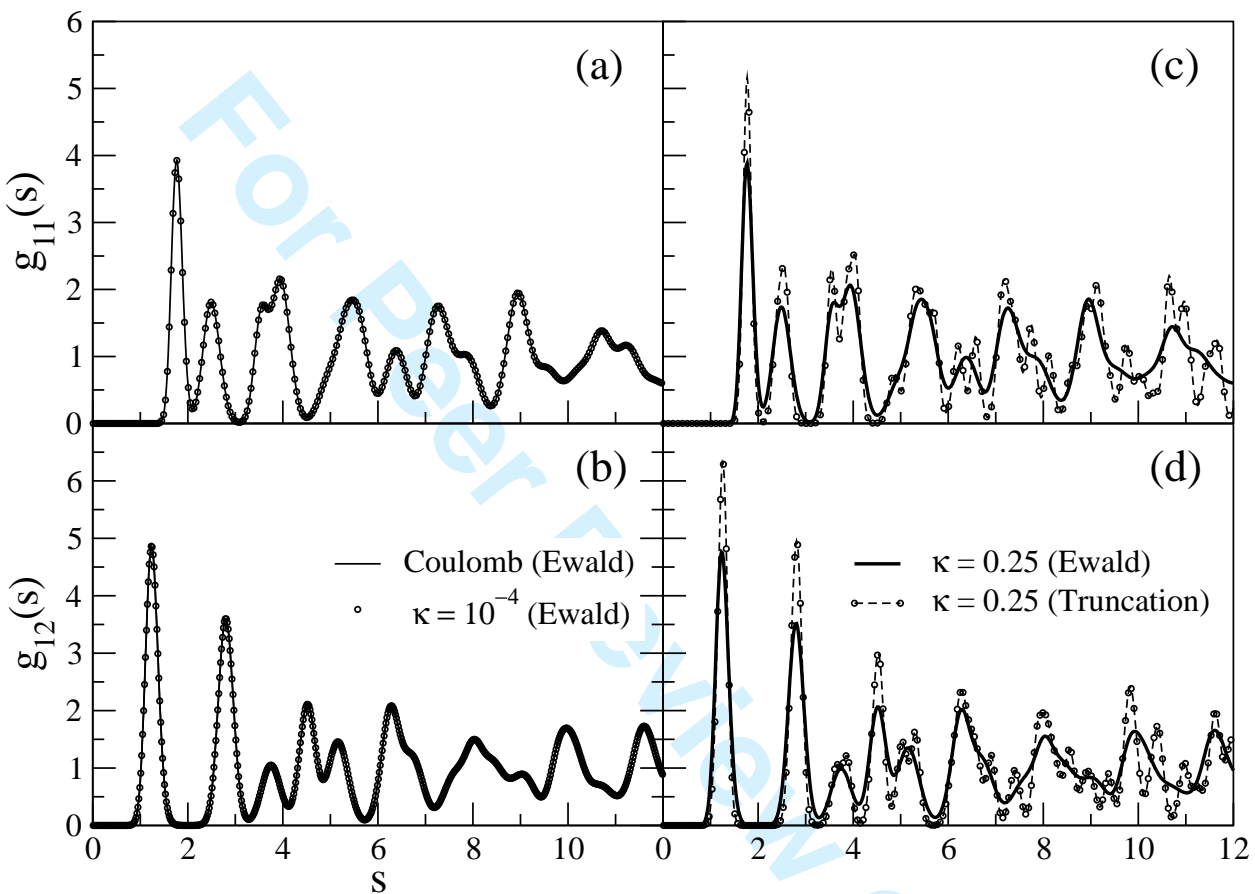 6
5
4
3
2
1
0
g₁₁(s)
(a)
(c)
6
5
4
3
2
1
0
g₁₂(s)
(b)
Coulomb (Ewald)
κ = 10⁻⁴ (Ewald)
(d)
κ = 0.25 (Ewald)
κ = 0.25 (Truncation)
0 2 4 6 8 10 0 2 4 6 8 10 12
s
For Peer Review